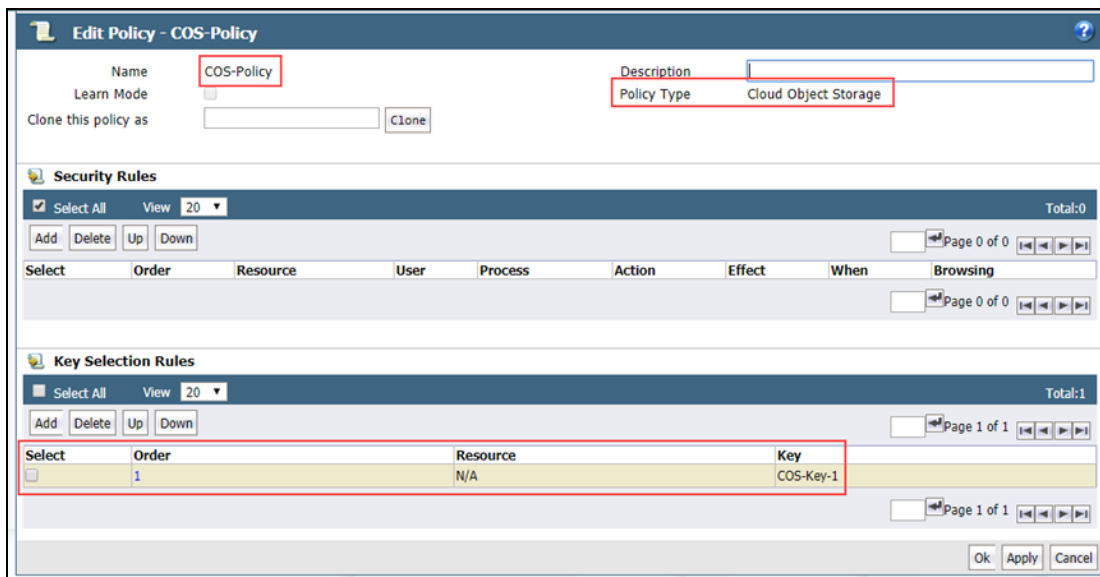 Edit Policy - COS-Policy ?
Name COS-Policy Description
Learn Mode Policy Type Cloud Object Storage
Clone this policy as Clone
Security Rules
Select All View 20 Total:0
Add Delete Up Down Page 0 of 0
Select Order Resource User Process Action Effect When Browsing
Page 0 of 0
Key Selection Rules
Select All View 20 Total:1
Add Delete Up Down Page 1 of 1
Select Order Resource Key
1 N/A COS-Key-1
Page 1 of 1
Ok Apply Cancel